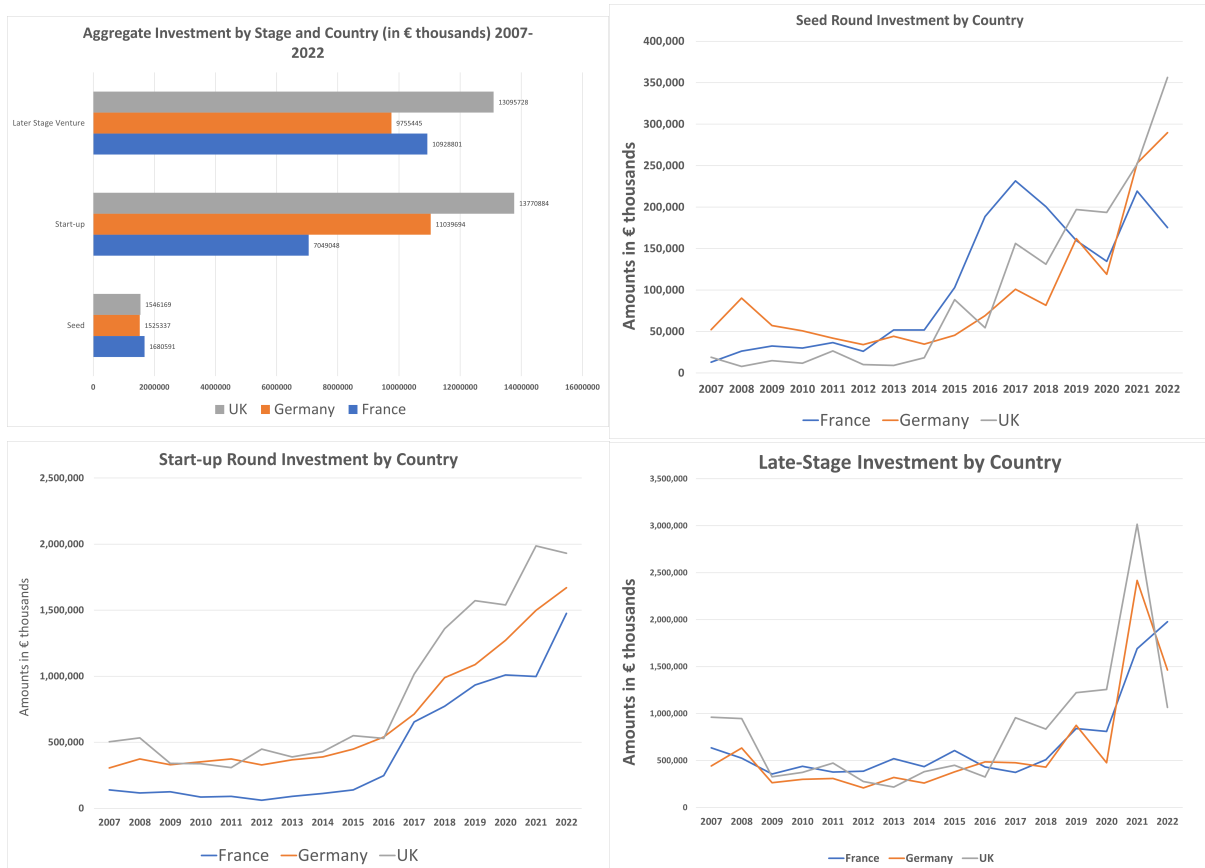 Aggregate Investment by Stage and Country (in € thousands) 2007-
2022
13095728
Later Stage Venture
9755445
10928801
13770884
Start-up
11039694
7049048
1546169
Seed
1525337
1680591
0 2000000 4000000 6000000 8000000 10000000 12000000 14000000 16000000
UK Germany France
Seed Round Investment by Country
Amounts in € thousands
400,000
350,000
300,000
250,000
200,000
150,000
100,000
50,000
0
2007 2008 2009 2010 2011 2012 2013 2014 2015 2016 2017 2018 2019 2020 2021 2022
France Germany UK
Start-up Round Investment by Country
Amounts in € thousands
2,500,000
2,000,000
1,500,000
1,000,000
500,000
0
2007 2008 2009 2010 2011 2012 2013 2014 2015 2016 2017 2018 2019 2020 2021 2022
France Germany UK
Late-Stage Investment by Country
Amounts in € thousands
3,500,000
3,000,000
2,500,000
2,000,000
1,500,000
1,000,000
500,000
0
2007 2008 2009 2010 2011 2012 2013 2014 2015 2016 2017 2018 2019 2020 2021 2022
France Germany UK